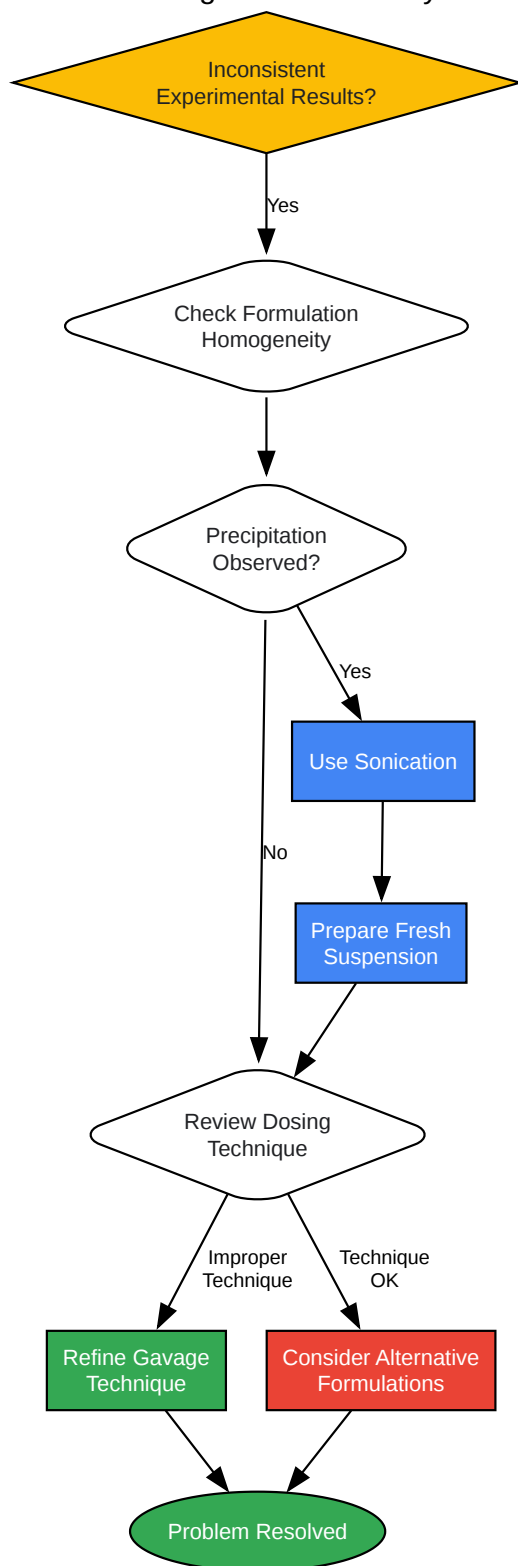 Inconsistent
Experimental Results?
Yes
Check Formulation
Homogeneity
Precipitation
Observed?
Yes
Use Sonication
No
Prepare Fresh
Suspension
Review Dosing
Technique
Improper
Technique
Technique
OK
Refine Gavage
Technique
Consider Alternative
Formulations
Problem Resolved